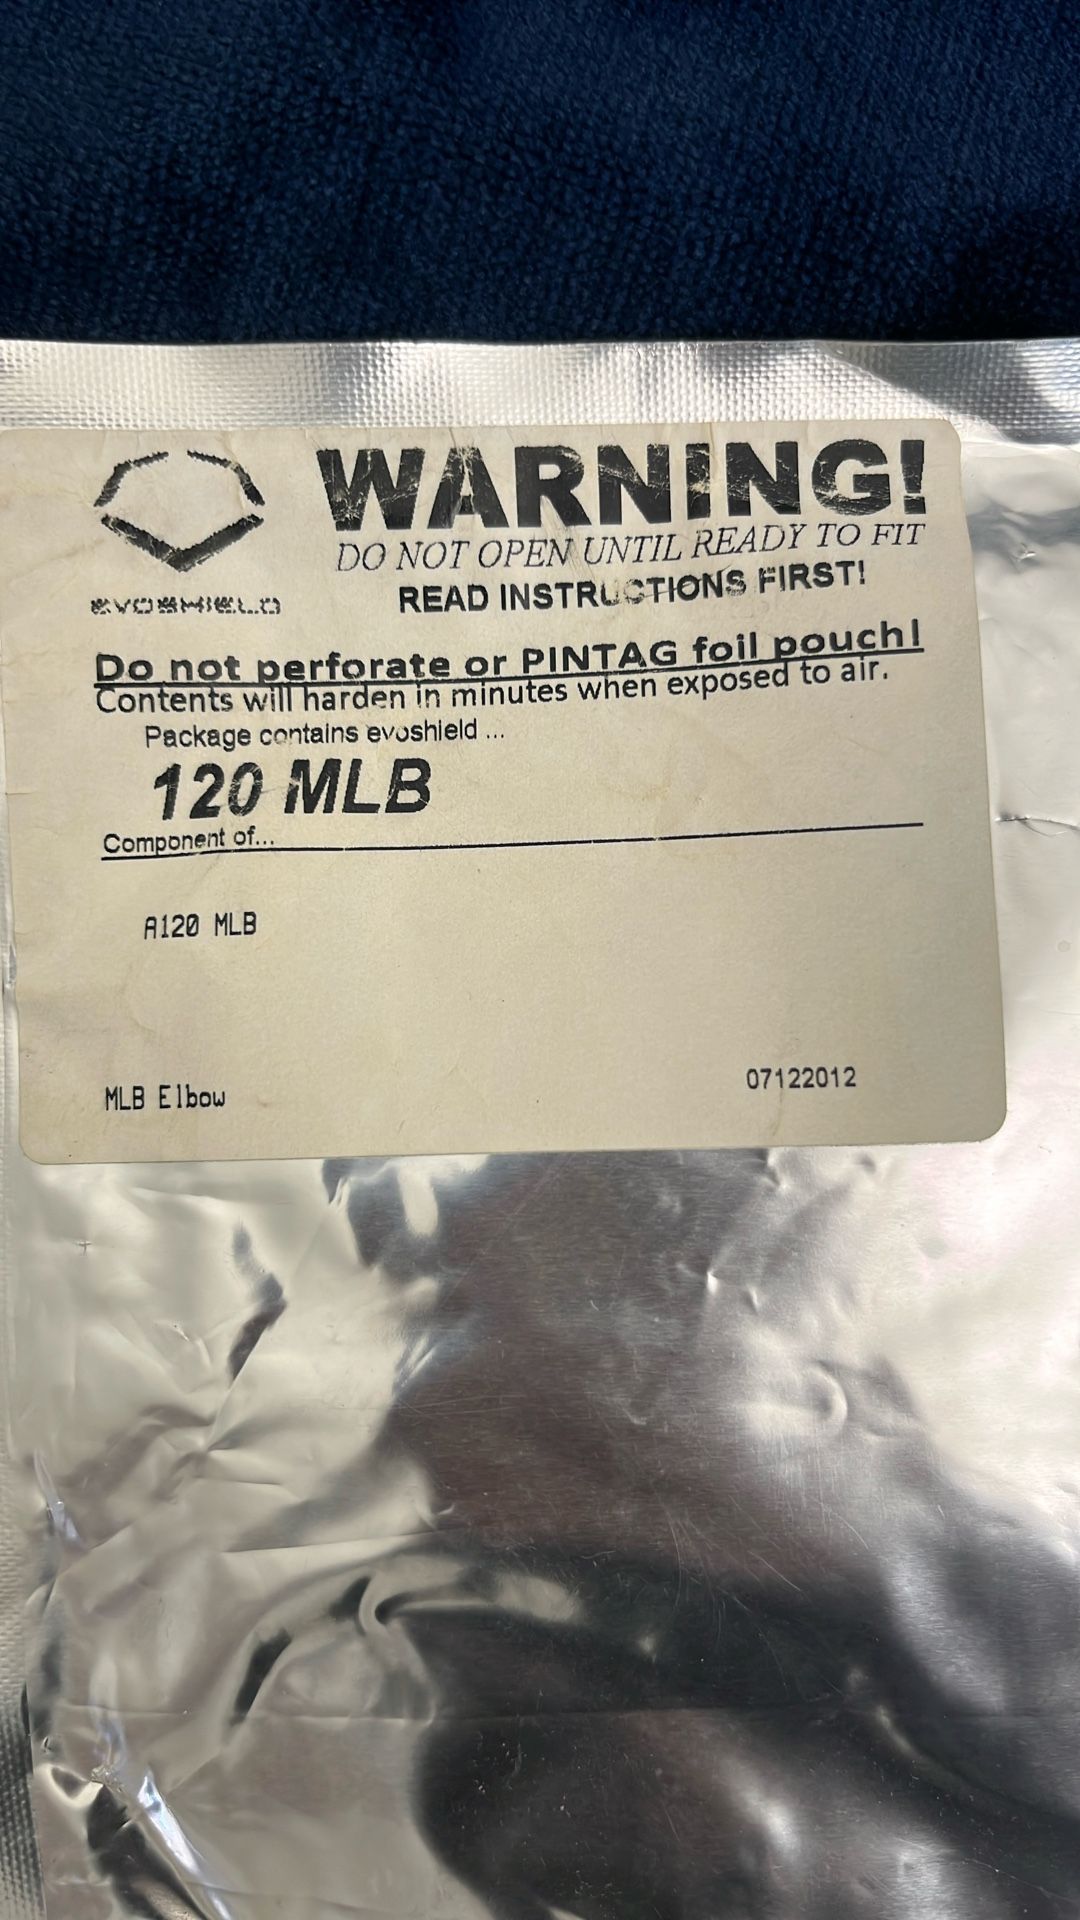 WARNING!
DO NOT OPEN UNTIL READY TO FIT
EVOSHIELD
READ INSTRUCTIONS FIRST!
Do not perforate or PINTAG foil pouch!
Contents will harden in minutes when exposed to air.
Package contains evoshield ...
120 MLB
Component of...
A120 MLB
MLB Elbow
07122012